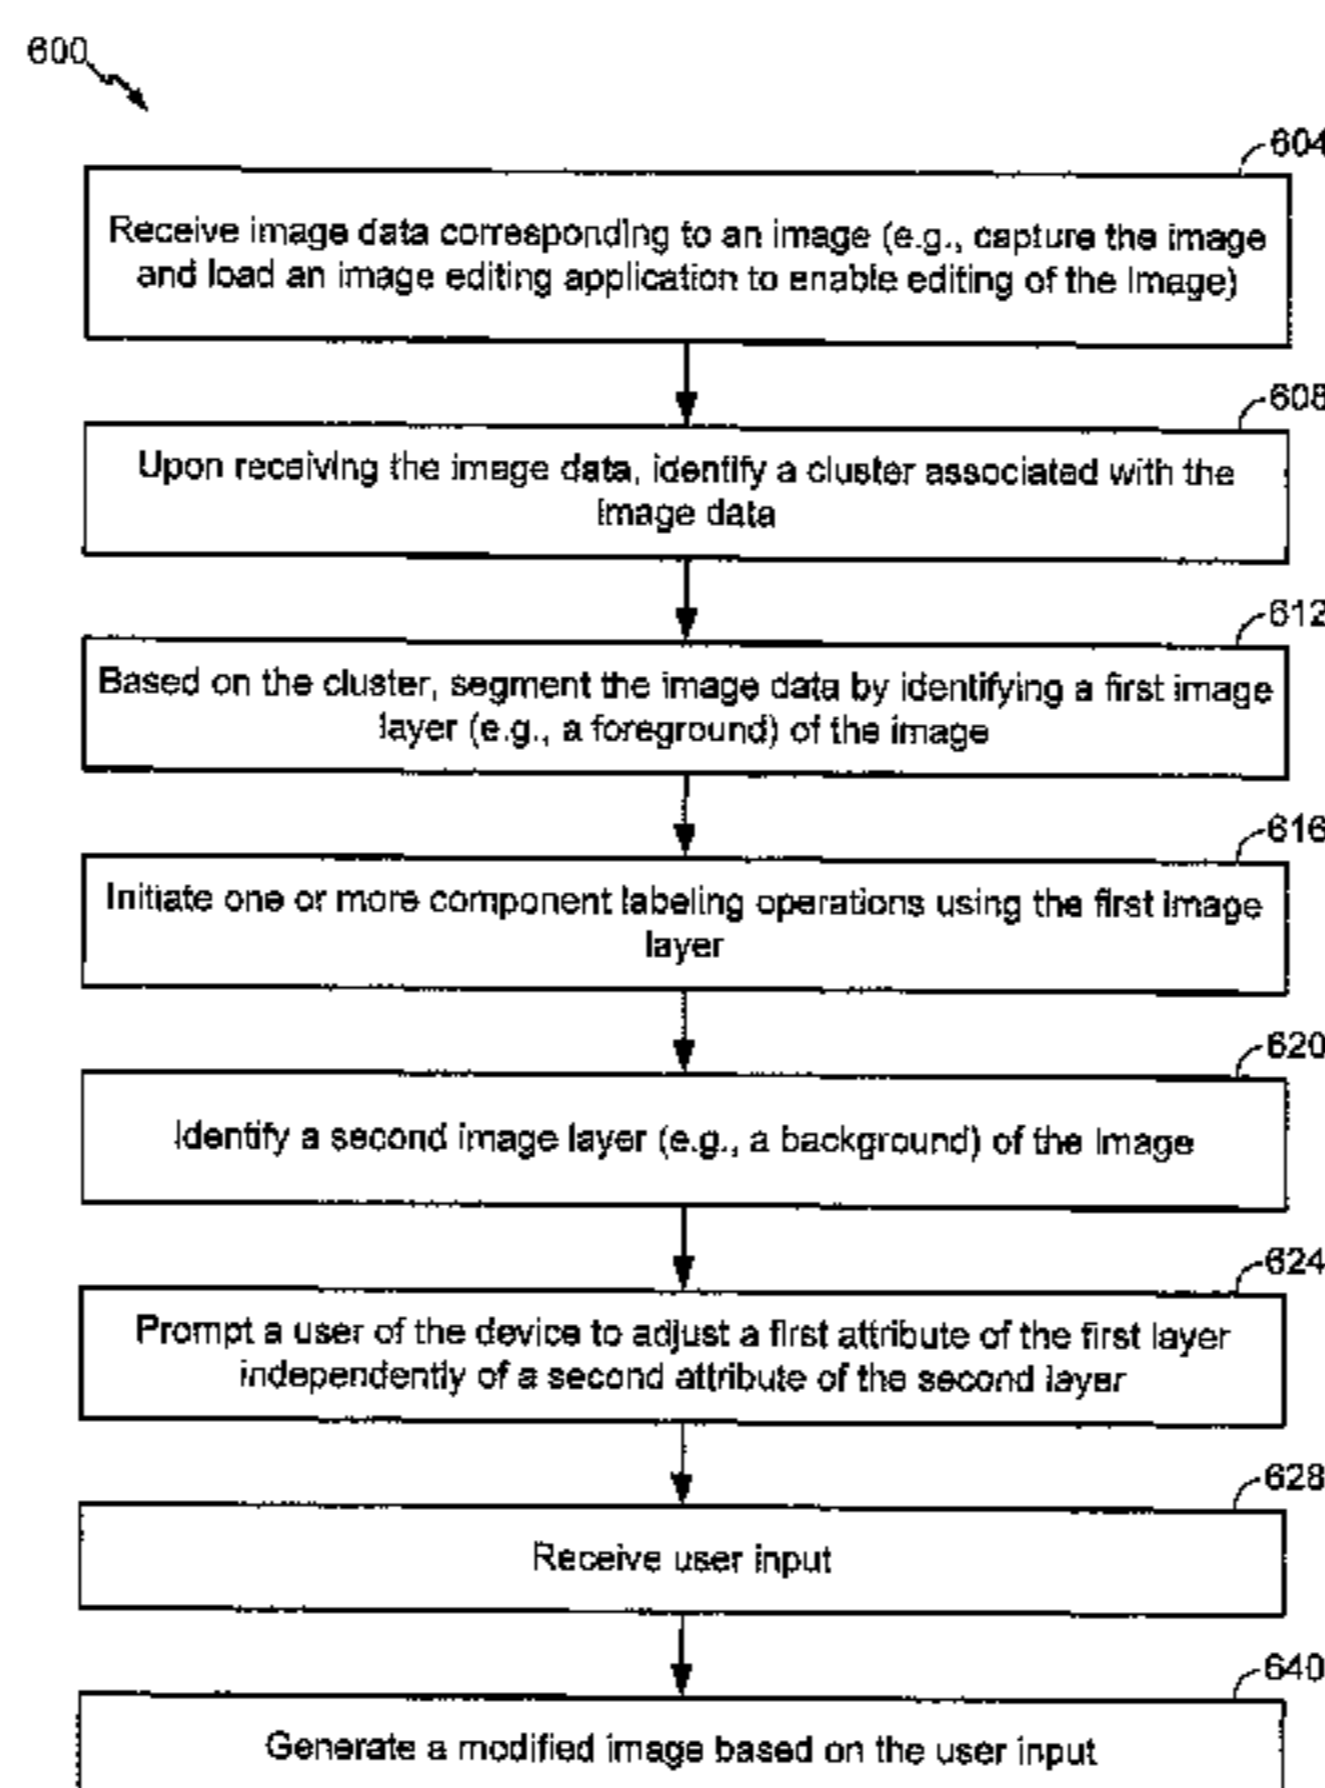 600
604
Receive image data corresponding to an image (e.g., capture the image
and load an image editing application to enable editing of the image)
608
Upon receiving the image data, identify a cluster associated with the
image data
612
Based on the cluster, segment the image data by identifying a first image
layer (e.g., a foreground) of the image
616
Initiate one or more component labeling operations using the first image
layer
620
Identify a second image layer (e.g., a background) of the image
624
Prompt a user of the device to adjust a first attribute of the first layer
independently of a second attribute of the second layer
628
Receive user input
640
Generate a modified image based on the user input